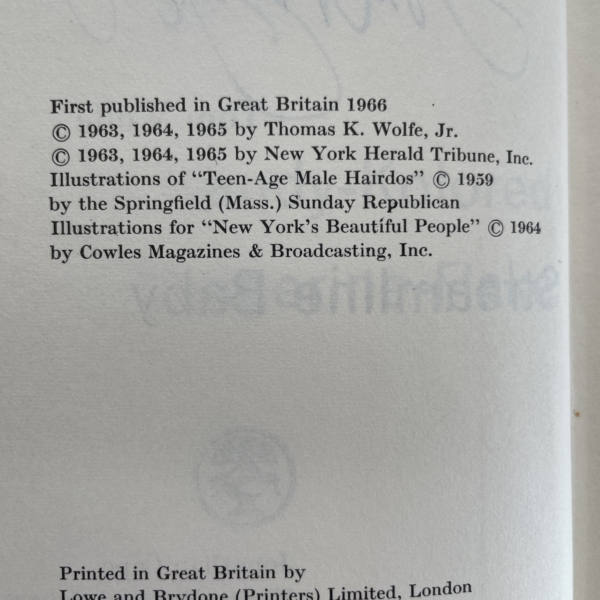 First published in Great Britain 1966
© 1963, 1964, 1965 by Thomas K. Wolfe, Jr.
© 1963, 1964, 1965 by New York Herald Tribune, Inc.
Illustrations of “Teen-Age Male Hairdos” © 1959
by the Springfield (Mass.) Sunday Republican
Illustrations for “New York's Beautiful People” © 1964
by Cowles Magazines & Broadcasting, Inc.
Streamline Baby
Printed in Great Britain by
Lowe and Brydone (Printers) Limited, London